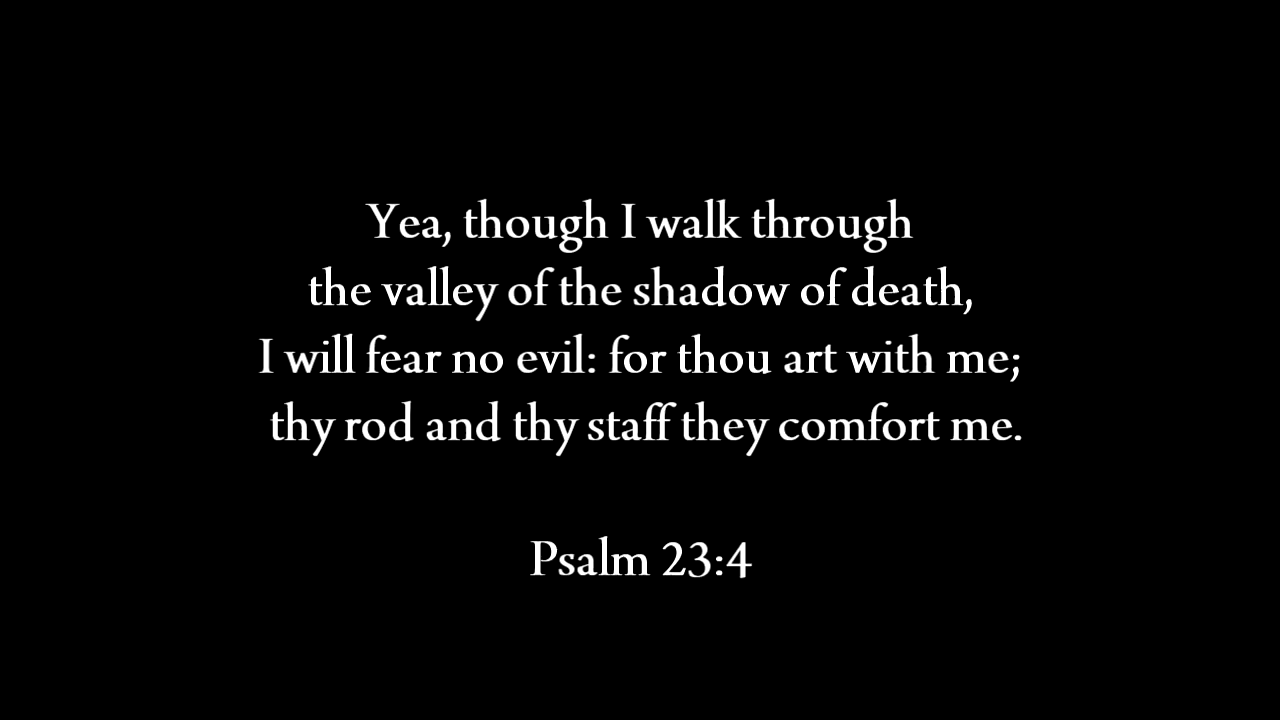 Yea, though I walk through
the valley of the shadow of death,
I will fear no evil: for thou art with me;
thy rod and thy staff they comfort me.
Psalm 23:4